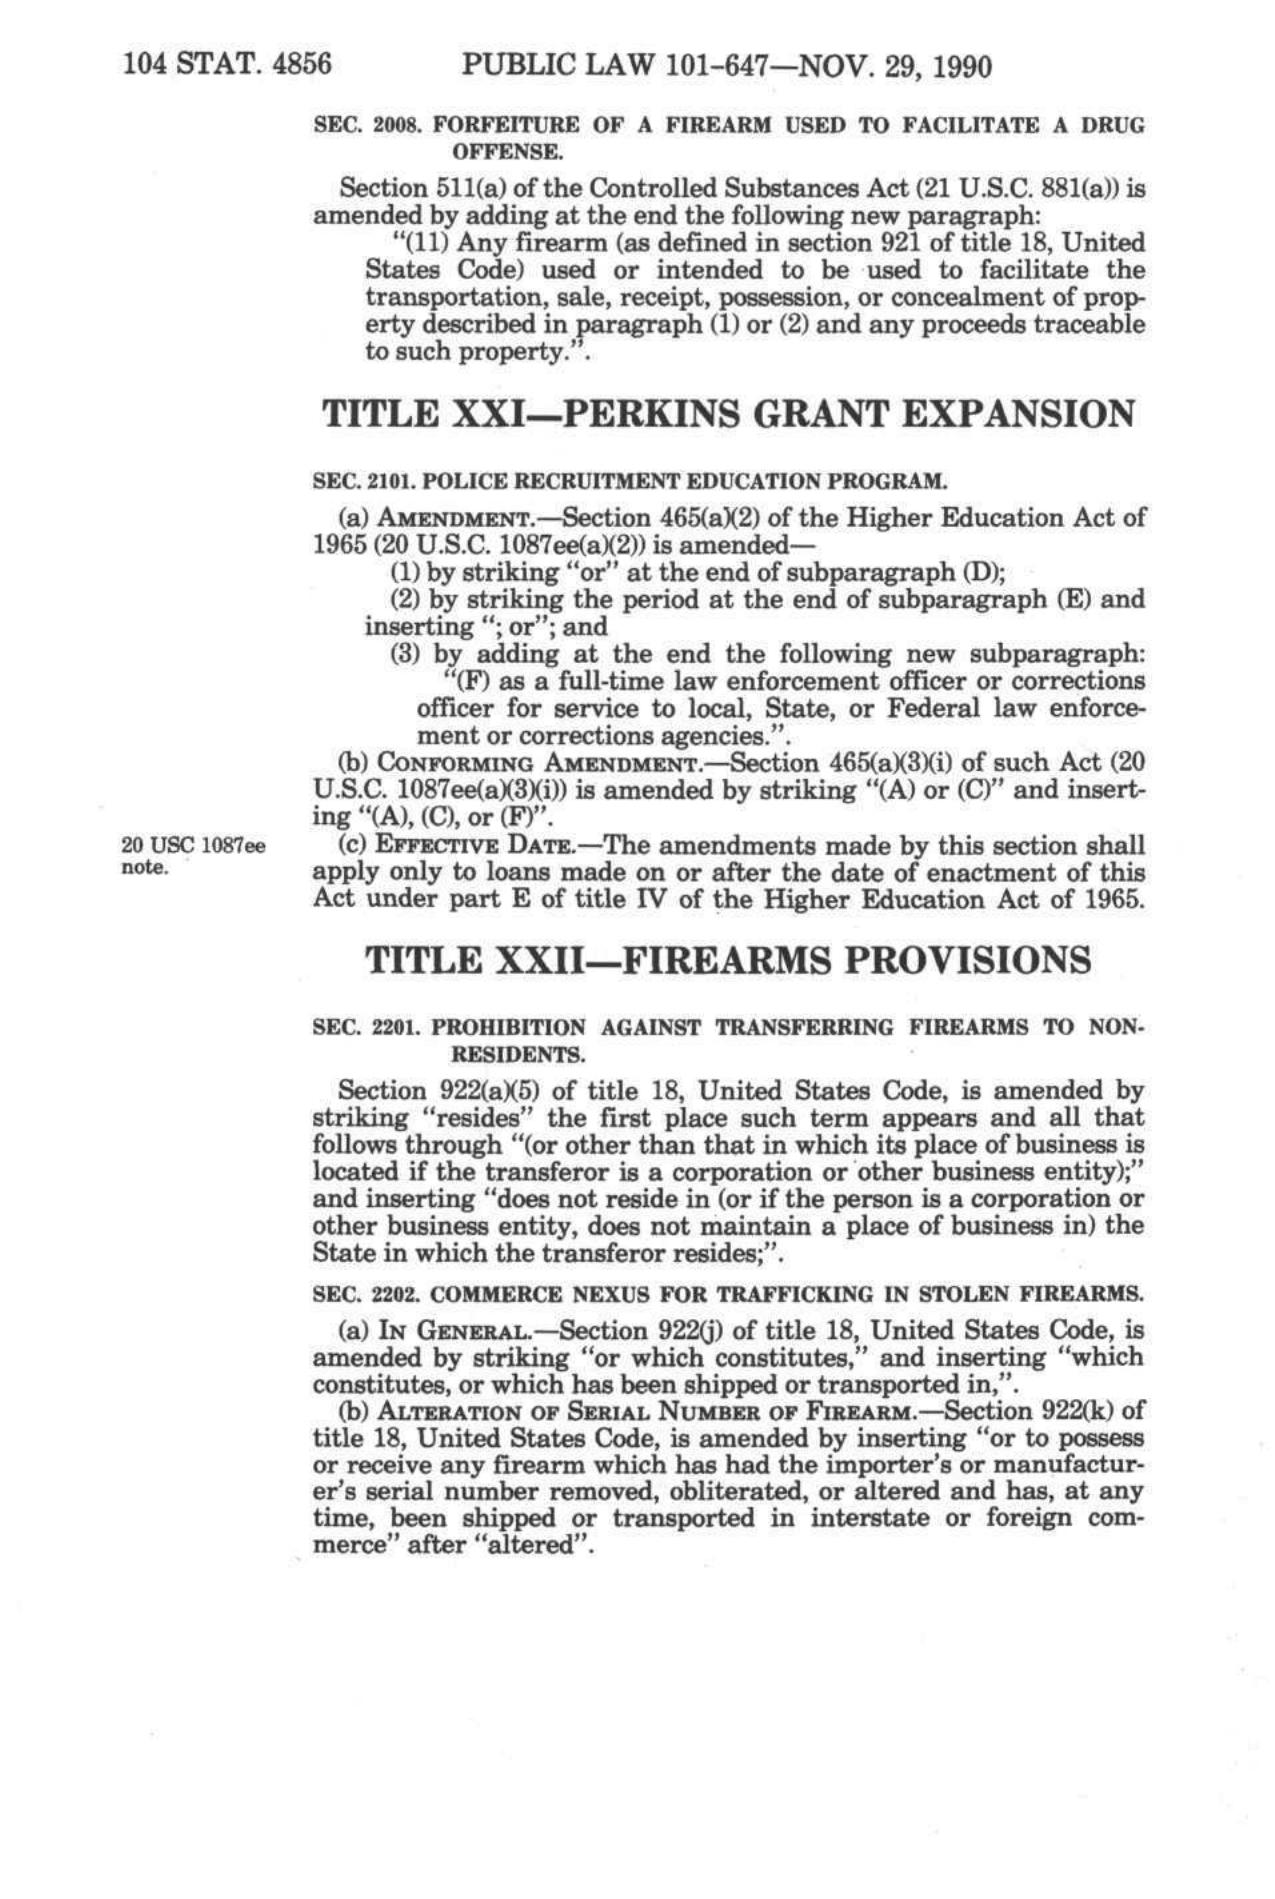 104 STAT. 4856 PUBLIC LAW 101-647—NOV. 29, 1990
SEC. 2008. FORFEITURE OF A FIREARM USED TO FACILITATE A DRUG
OFFENSE.
Section 511(a) of the Controlled Substances Act (21 U.S.C. 881(a)) is
amended by adding at the end the following new paragraph:
“(11) Any firearm (as defined in section 921 of title 18, United
States Code) used or intended to be used to facilitate the
transportation, sale, receipt, possession, or concealment of prop-
erty described in paragraph (1) or (2) and any proceeds traceable
to such property.”.
TITLE XXI—PERKINS GRANT EXPANSION
SEC. 2101. POLICE RECRUITMENT EDUCATION PROGRAM.
(a) AMENDMENT.—Section 465(a)(2) of the Higher Education Act of
1965 (20 U.S.C. 1087ee(a)(2)) is amended—
(1) by striking “or” at the end of subparagraph (D);
(2) by striking the period at the end of subparagraph (E) and
inserting “; or”; and
(3) by adding at the end the following new subparagraph:
“(F) as a full-time law enforcement officer or corrections
officer for service to local, State, or Federal law enforce-
ment or corrections agencies.”.
(b) CONFORMING AMENDMENT.—Section 465(a)(3)(i) of such Act (20
U.S.C. 1087ee(a)(3)(i)) is amended by striking “(A) or (C)” and insert-
ing “(A), (C), or (F)”.
20 USC 1087ee
note.
(c) EFFECTIVE DATE.—The amendments made by this section shall
apply only to loans made on or after the date of enactment of this
Act under part E of title IV of the Higher Education Act of 1965.
TITLE XXII—FIREARMS PROVISIONS
SEC. 2201. PROHIBITION AGAINST TRANSFERRING FIREARMS TO NON-
RESIDENTS.
Section 922(a)(5) of title 18, United States Code, is amended by
striking “resides” the first place such term appears and all that
follows through “(or other than that in which its place of business is
located if the transferor is a corporation or other business entity);”
and inserting “does not reside in (or if the person is a corporation or
other business entity, does not maintain a place of business in) the
State in which the transferor resides;”.
SEC. 2202. COMMERCE NEXUS FOR TRAFFICKING IN STOLEN FIREARMS.
(a) IN GENERAL.—Section 922(j) of title 18, United States Code, is
amended by striking “or which constitutes,” and inserting “which
constitutes, or which has been shipped or transported in,”.
(b) ALTERATION OF SERIAL NUMBER OF FIREARM.—Section 922(k) of
title 18, United States Code, is amended by inserting “or to possess
or receive any firearm which has had the importer’s or manufactur-
er’s serial number removed, obliterated, or altered and has, at any
time, been shipped or transported in interstate or foreign com-
merce” after “altered”.